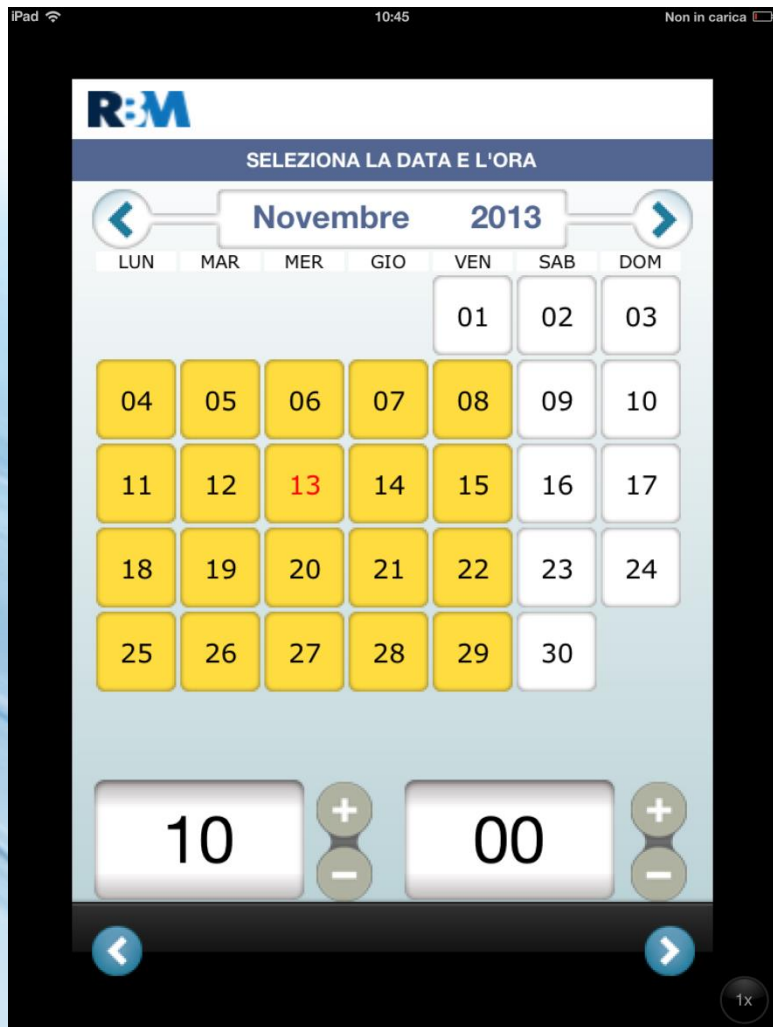 iPad 10:45 Non in carica
RBM
SELEZIONA LA DATA E L'ORA
Novembre 2013
LUN MAR MER GIO VEN SAB DOM
01 02 03
04 05 06 07 08 09 10
11 12 13 14 15 16 17
18 19 20 21 22 23 24
25 26 27 28 29 30
10 00
1x